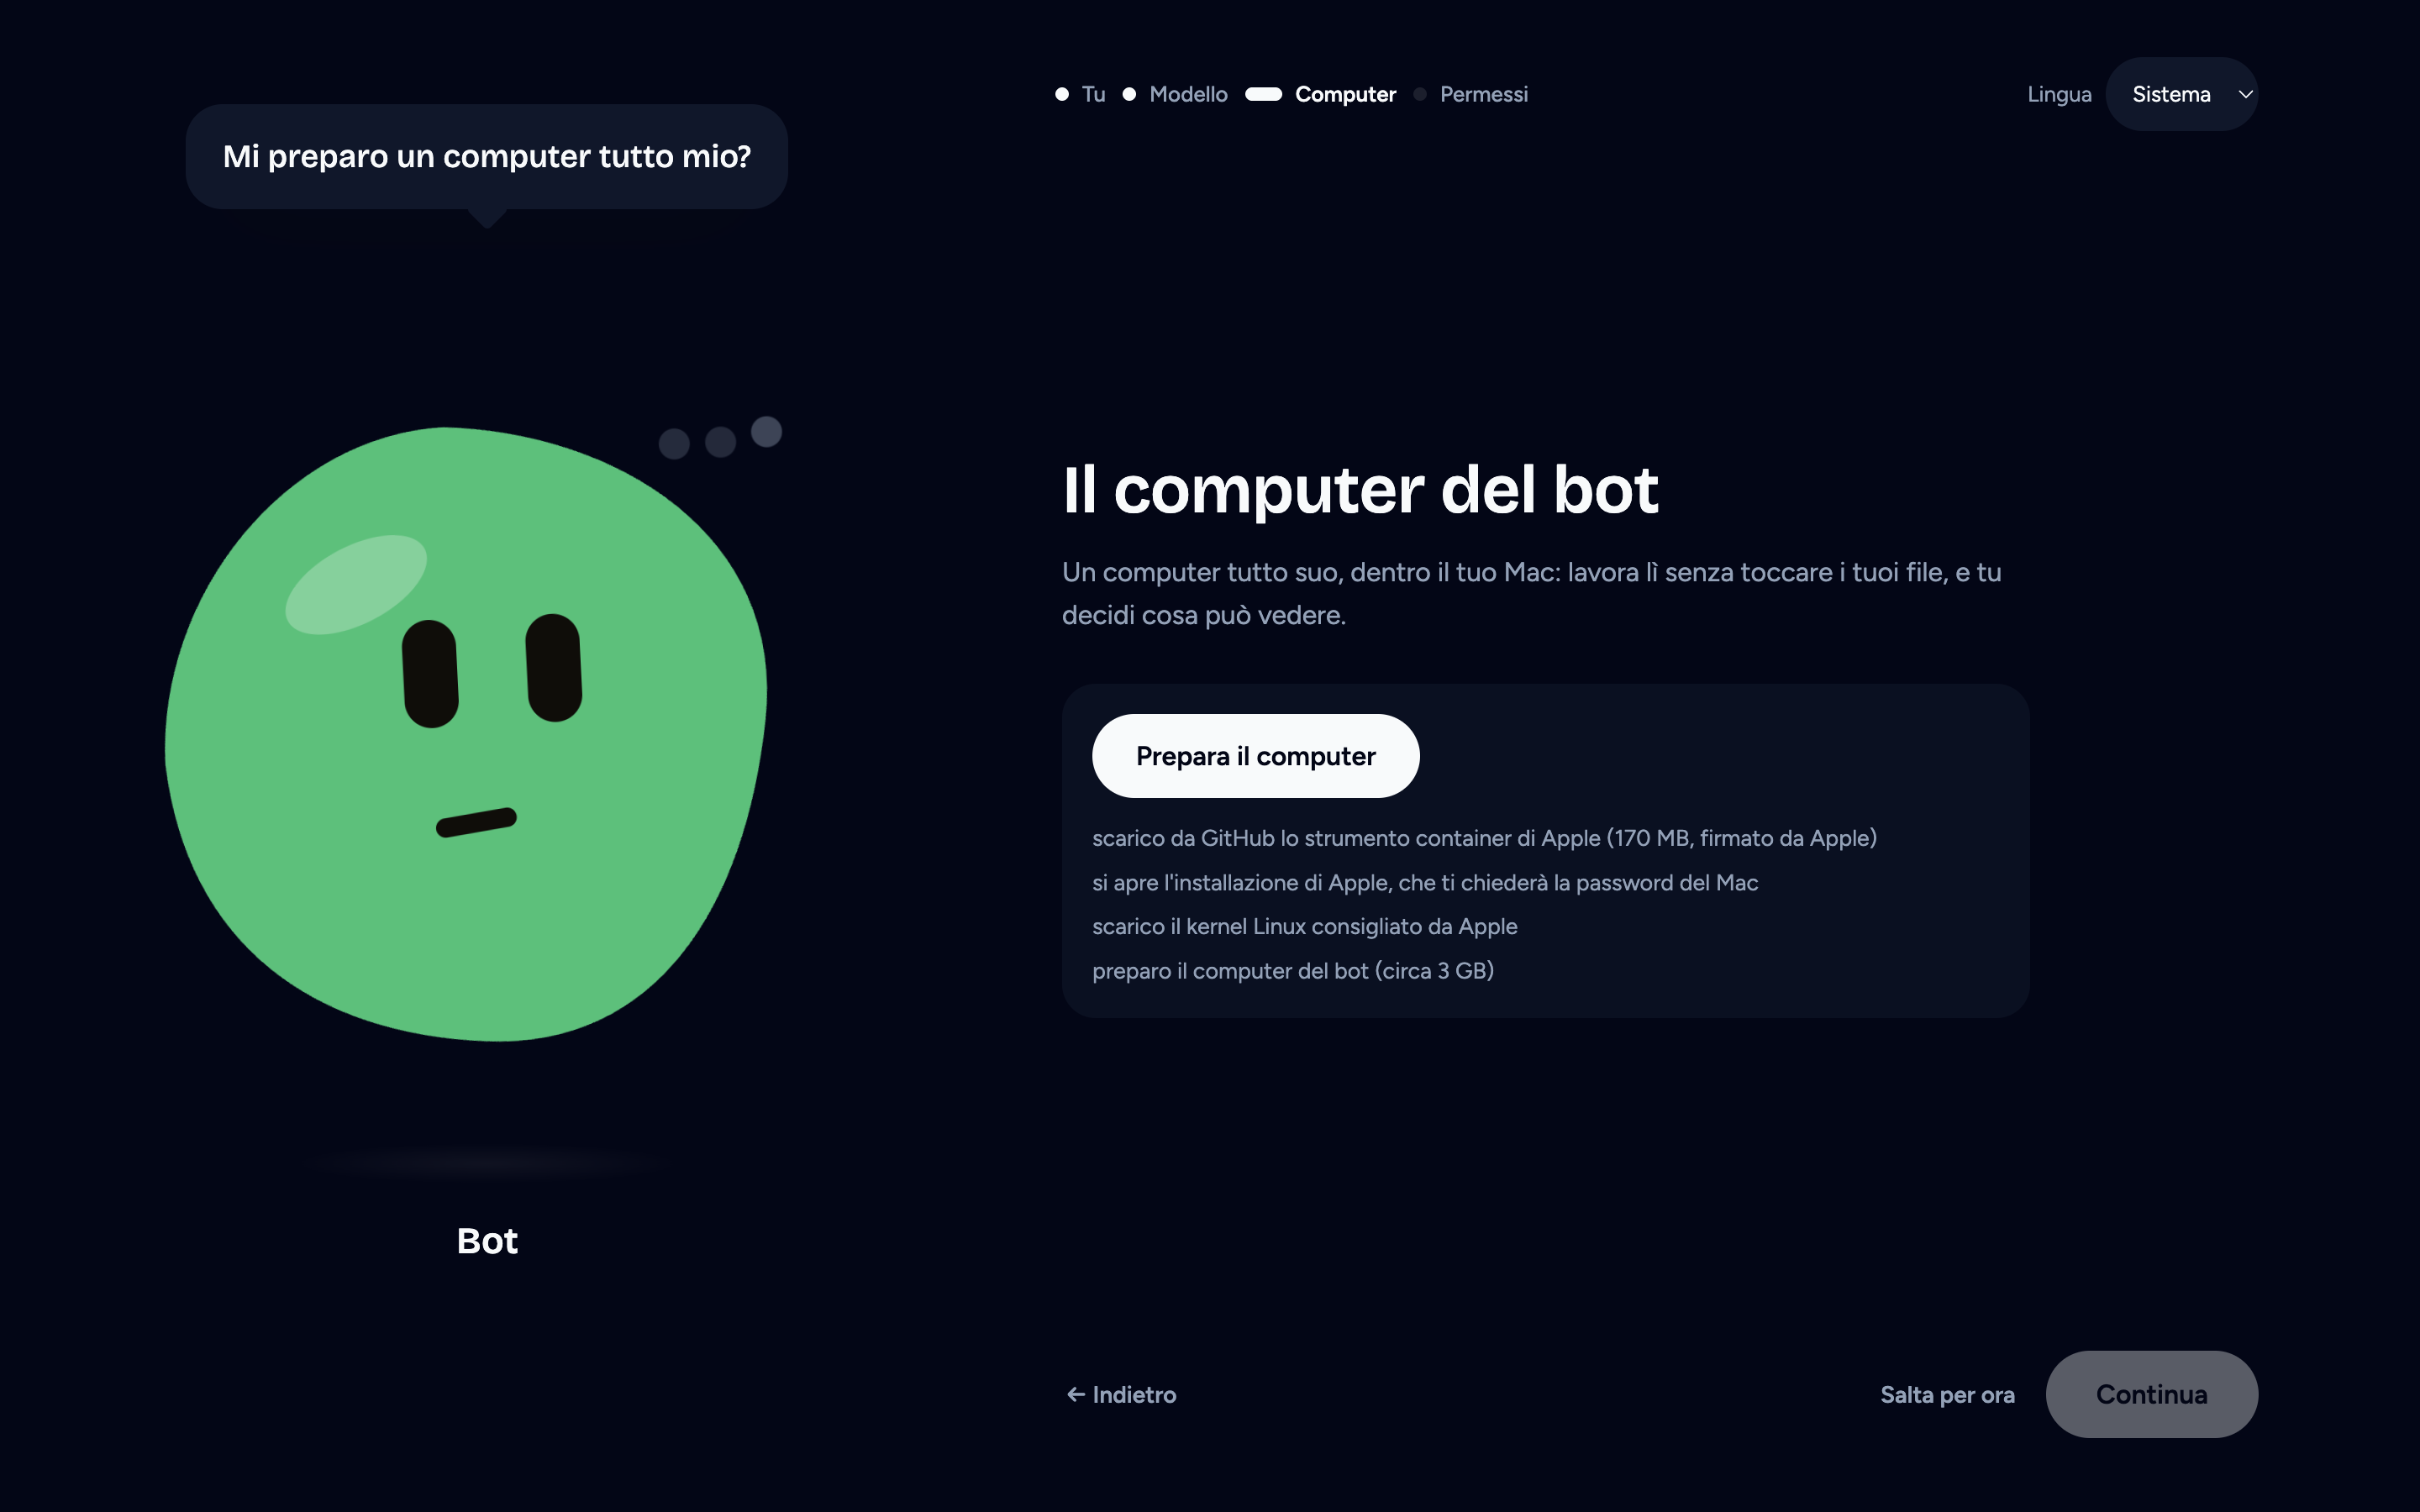 Mi preparo un computer tutto mio?
Bot
Tu Modello Computer Permessi
Lingua Sistema
Il computer del bot
Un computer tutto suo, dentro il tuo Mac: lavora lì senza toccare i tuoi file, e tu
decidi cosa può vedere.
Prepara il computer
scarico da GitHub lo strumento container di Apple (170 MB, firmato da Apple)
si apre l'installazione di Apple, che ti chiederà la password del Mac
scarico il kernel Linux consigliato da Apple
preparo il computer del bot (circa 3 GB)
← Indietro
Salta per ora
Continua